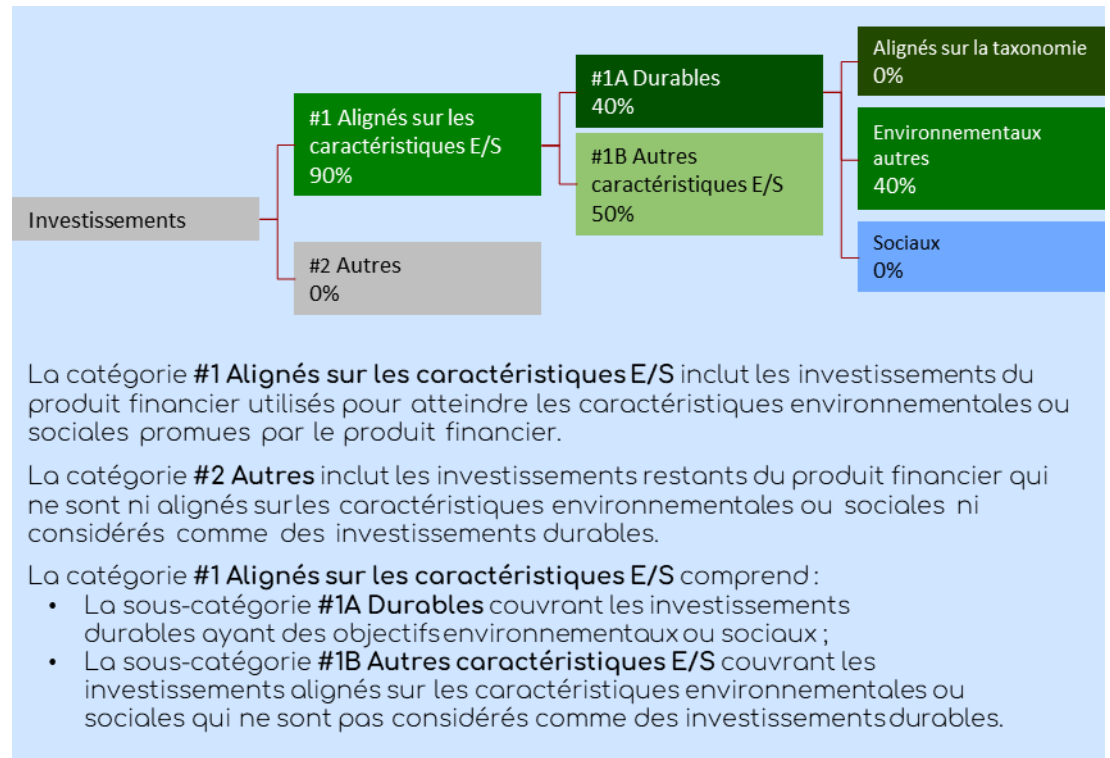 Investissements
#1 Alignés sur les
caractéristiques E/S
90%
#2 Autres
0%
#1A Durables
40%
#1B Autres
caractéristiques E/S
50%
Alignés sur la taxonomie
0%
Environnementaux
autres
40%
Sociaux
0%
La catégorie #1 Alignés sur les caractéristiques E/S inclut les investissements du
produit financier utilisés pour atteindre les caractéristiques environnementales ou
sociales promues par le produit financier.
La catégorie #2 Autres inclut les investissements restants du produit financier qui
ne sont ni alignés sur les caractéristiques environnementales ou sociales ni
considérés comme des investissements durables.
La catégorie #1 Alignés sur les caractéristiques E/S comprend :
• La sous-catégorie #1A Durables couvrant les investissements
durables ayant des objectifs environnementaux ou sociaux ;
• La sous-catégorie #1B Autres caractéristiques E/S couvrant les
investissements alignés sur les caractéristiques environnementales ou
sociales qui ne sont pas considérés comme des investissements durables.